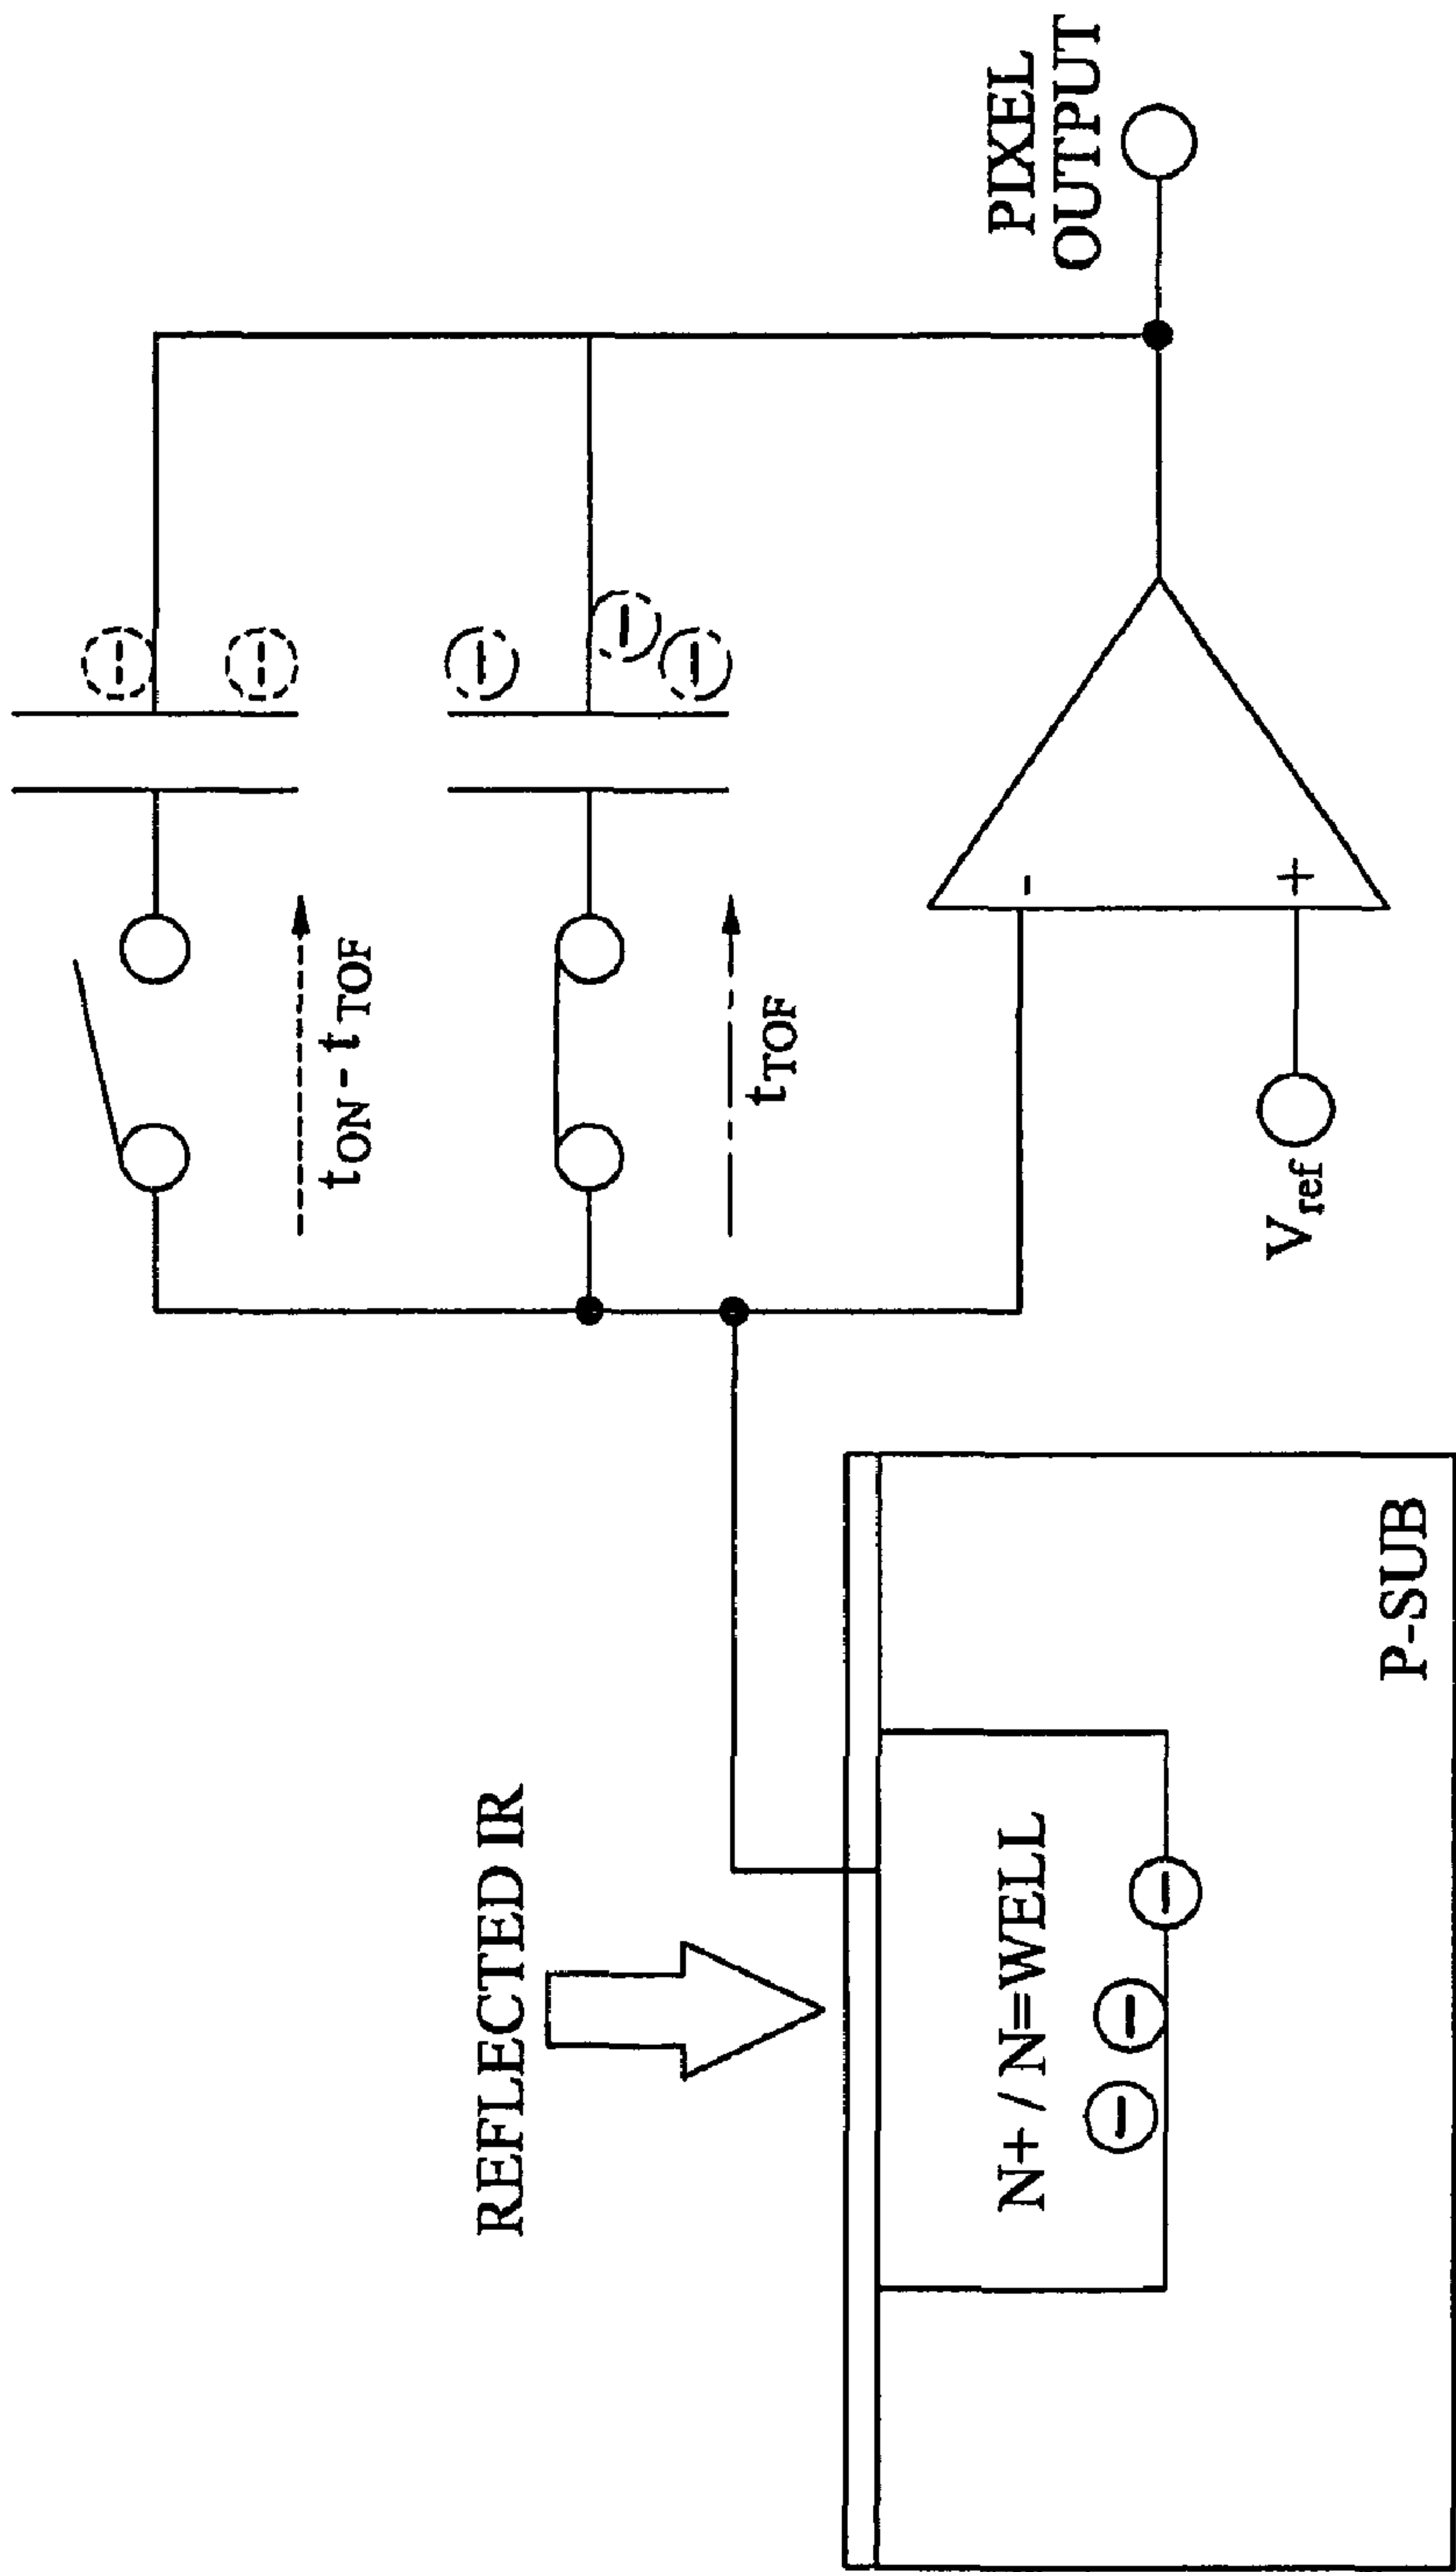 REFLECTED IR
N+ / N=WELL
P-SUB
t_ON - t_TOF
t_TOF
V_ref
-
+
PIXEL
OUTPUT